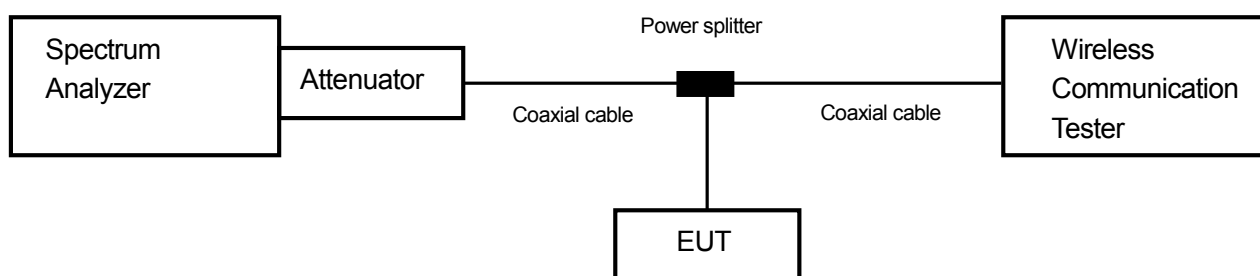 Power splitter
Spectrum
Analyzer
Attenuator
Coaxial cable
Coaxial cable
Wireless
Communication
Tester
EUT